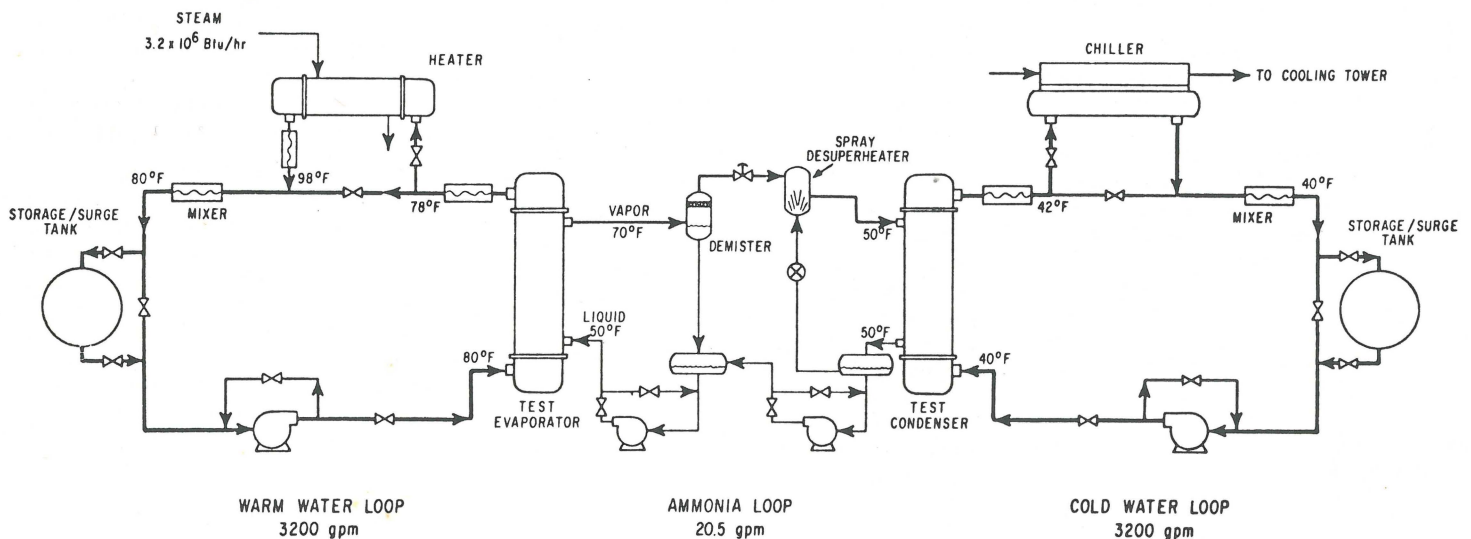 STEAM
3.2 x 10⁶ Btu/hr
HEATER
CHILLER
TO COOLING TOWER
SPRAY
DESUPERHEATER
80°F
98°F
MIXER
78°F
VAPOR
70°F
DEMISTER
50°F
42°F
40°F
MIXER
STORAGE/SURGE
TANK
STORAGE/SURGE
TANK
LIQUID
50°F
80°F
50°F
40°F
TEST
EVAPORATOR
TEST
CONDENSER
WARM WATER LOOP
3200 gpm
AMMONIA LOOP
20.5 gpm
COLD WATER LOOP
3200 gpm